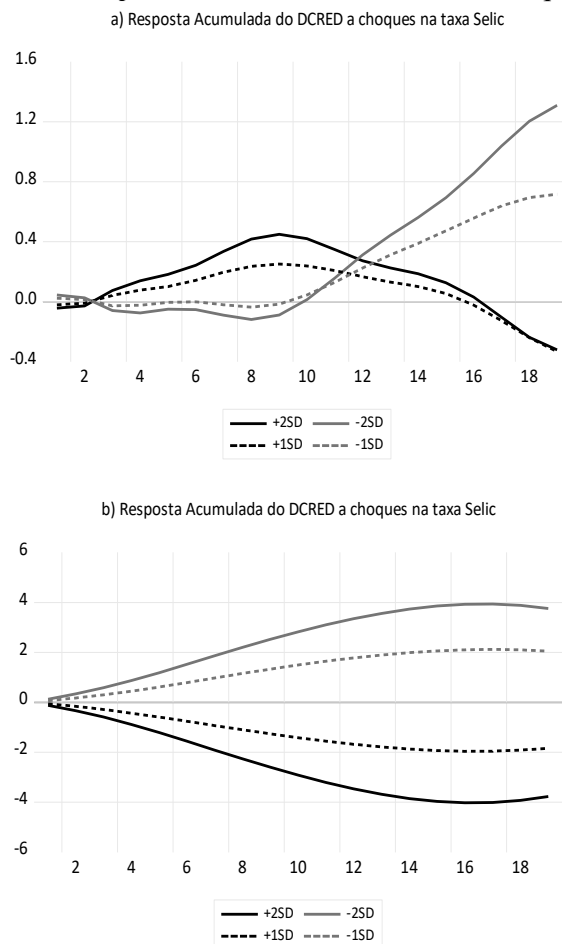 a) Resposta Acumulada do DCRED a choques na taxa Selic
1.6
1.2
0.8
0.4
0.0
-0.4
2 4 6 8 10 12 14 16 18
+2SD -2SD
+1SD -1SD
b) Resposta Acumulada do DCRED a choques na taxa Selic
6
4
2
0
-2
-4
-6
2 4 6 8 10 12 14 16 18
+2SD -2SD
+1SD -1SD